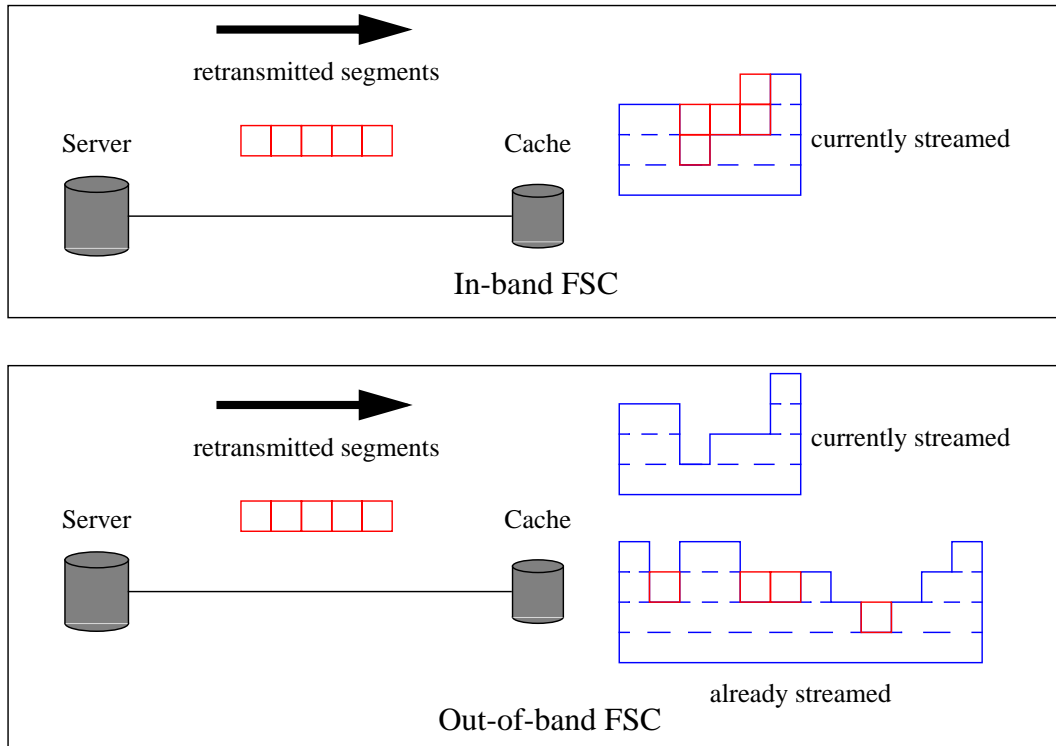 retransmitted segments
Server
Cache
currently streamed
In-band FSC
retransmitted segments
currently streamed
Server
Cache
already streamed
Out-of-band FSC